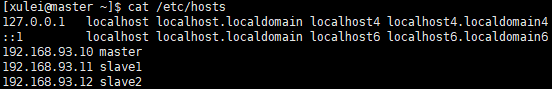 [xulei@master ~]$ cat /etc/hosts
127.0.0.1   localhost localhost.localdomain localhost4 localhost4.localdomain4
::1         localhost localhost.localdomain localhost6 localhost6.localdomain6
192.168.93.10 master
192.168.93.11 slave1
192.168.93.12 slave2